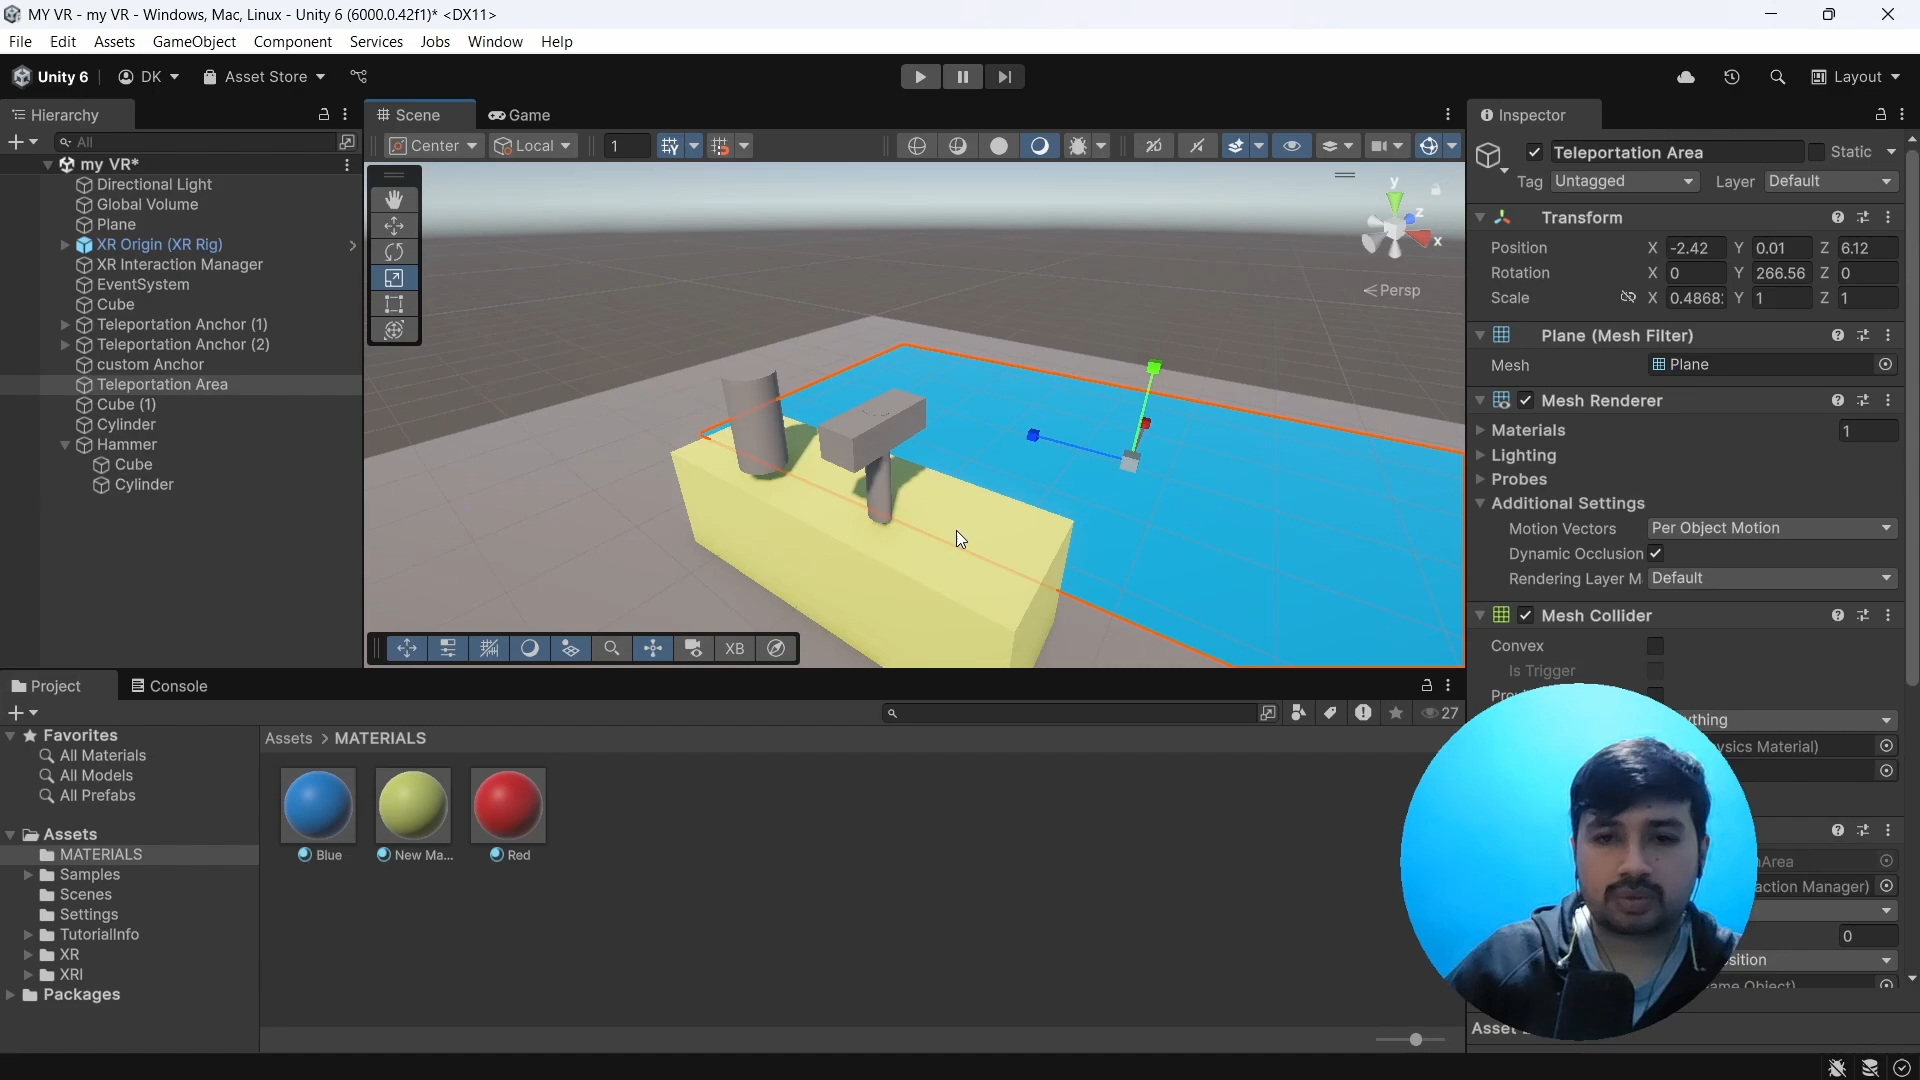 MY VR - my VR - Windows, Mac, Linux - Unity 6 (6000.0.42f1)* <DX11>
File Edit Assets GameObject Component Services Jobs Window Help
Unity 6 DK Asset Store Layout
Hierarchy
All
my VR*
Directional Light
Global Volume
Plane
XR Origin (XR Rig)
XR Interaction Manager
EventSystem
Cube
Teleportation Anchor (1)
Teleportation Anchor (2)
custom Anchor
Teleportation Area
Cube (1)
Cylinder
Hammer
Cube
Cylinder
Scene Game
Center Local 1
y
z
x
Persp
XB
Inspector
Teleportation Area Static
Tag Untagged Layer Default
Transform
Position X -2.42 Y 0.01 Z 6.12
Rotation X 0 Y 266.56 Z 0
Scale X 0.4868 Y 1 Z 1
Plane (Mesh Filter)
Mesh Plane
Mesh Renderer
Materials 1
Lighting
Probes
Additional Settings
Motion Vectors Per Object Motion
Dynamic Occlusion
Rendering Layer M Default
Mesh Collider
Convex
Is Trigger
Pro
ything
ysics Material)
nArea
action Manager)
0
sition
ame Object)
Asset
Project Console
27
Favorites
All Materials
All Models
All Prefabs
Assets
MATERIALS
Samples
Scenes
Settings
TutorialInfo
XR
XRI
Packages
Assets > MATERIALS
Blue New Ma... Red